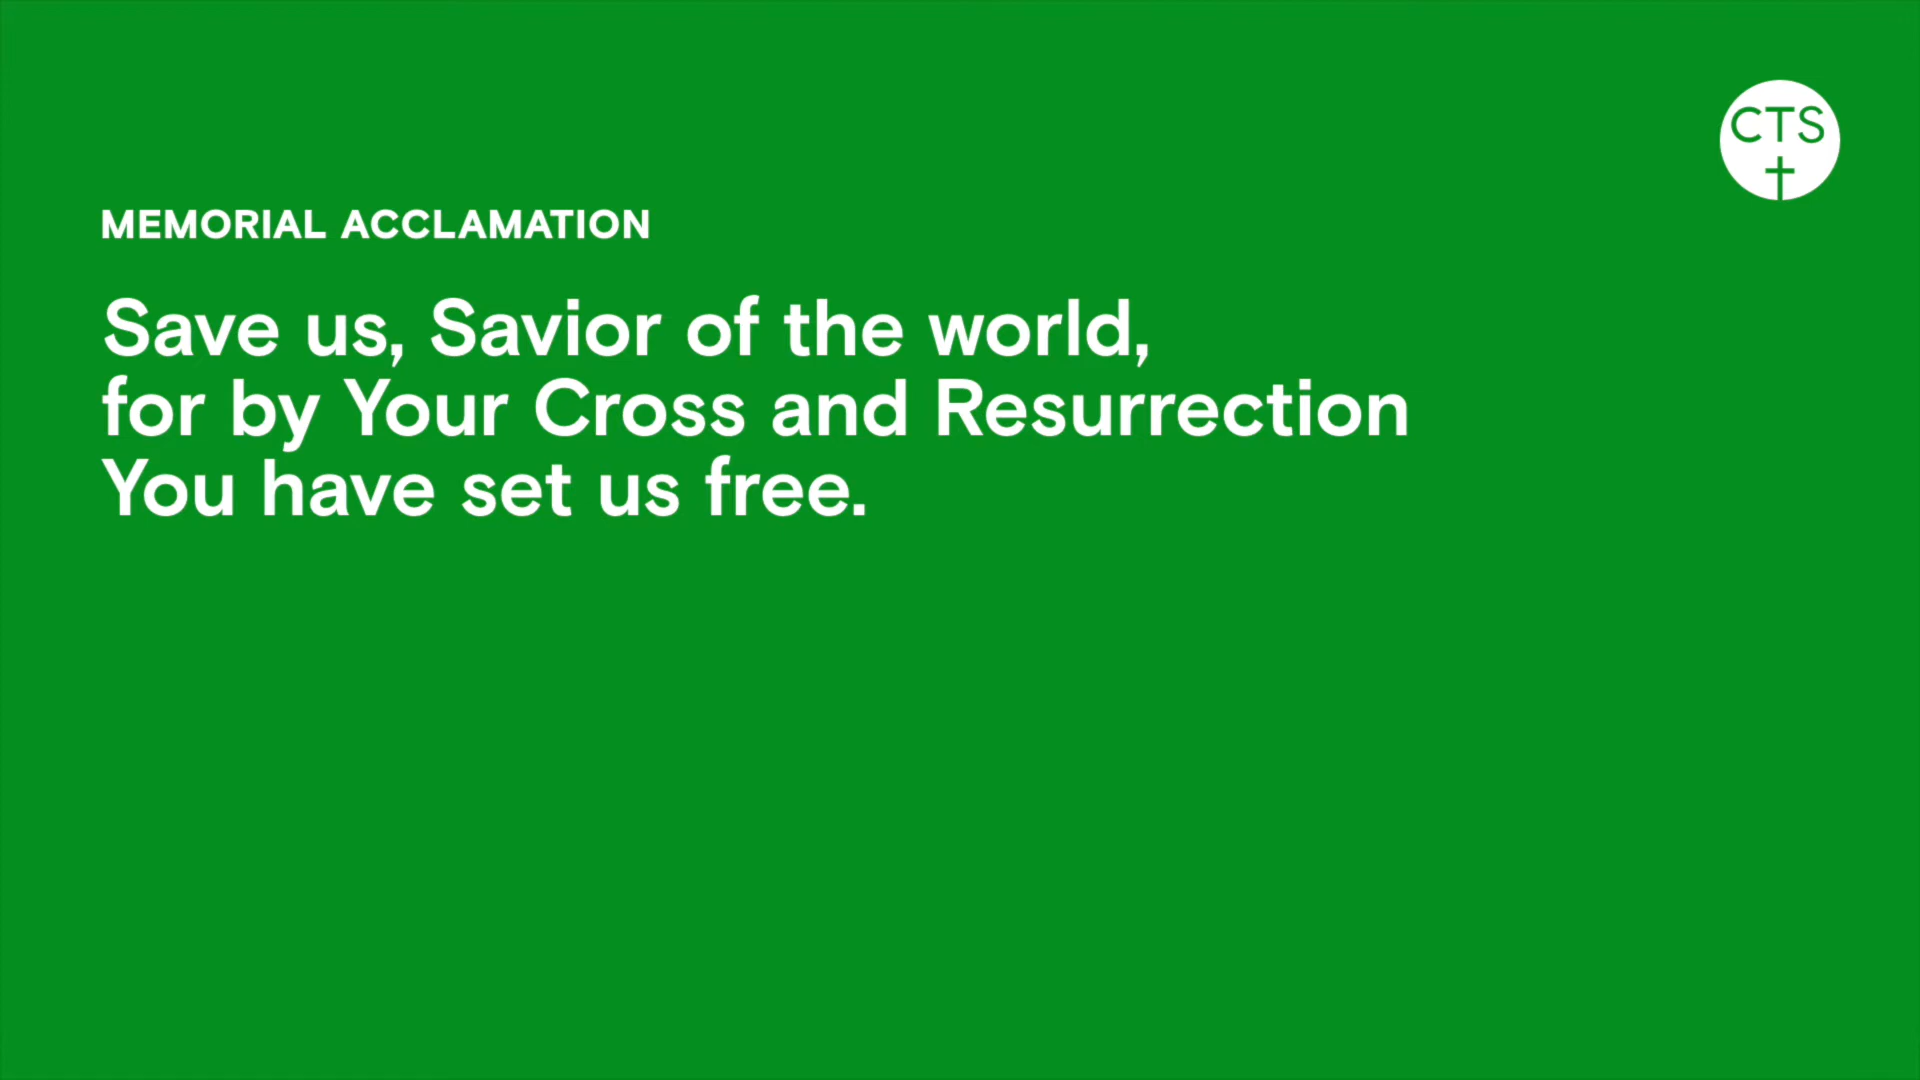 CTS
MEMORIAL ACCLAMATION
Save us, Savior of the world,
for by Your Cross and Resurrection
You have set us free.